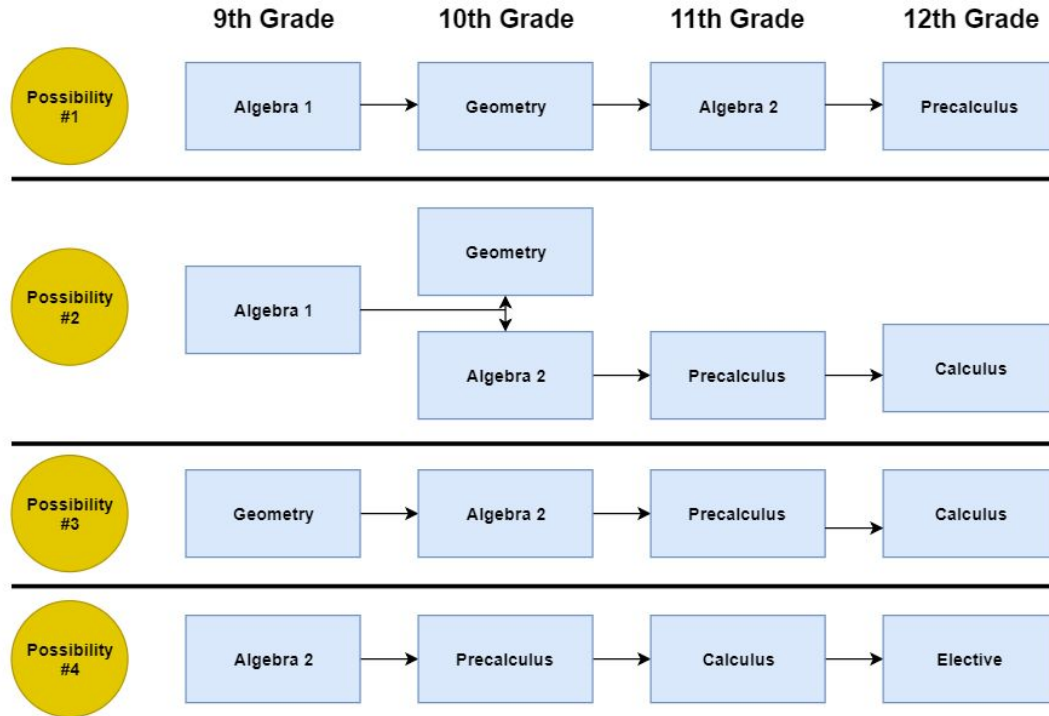 9th Grade 10th Grade 11th Grade 12th Grade
Possibility
#1
Algebra 1 Geometry Algebra 2 Precalculus
Possibility
#2
Geometry
Algebra 1
Algebra 2 Precalculus Calculus
Possibility
#3
Geometry Algebra 2 Precalculus Calculus
Possibility
#4
Algebra 2 Precalculus Calculus Elective